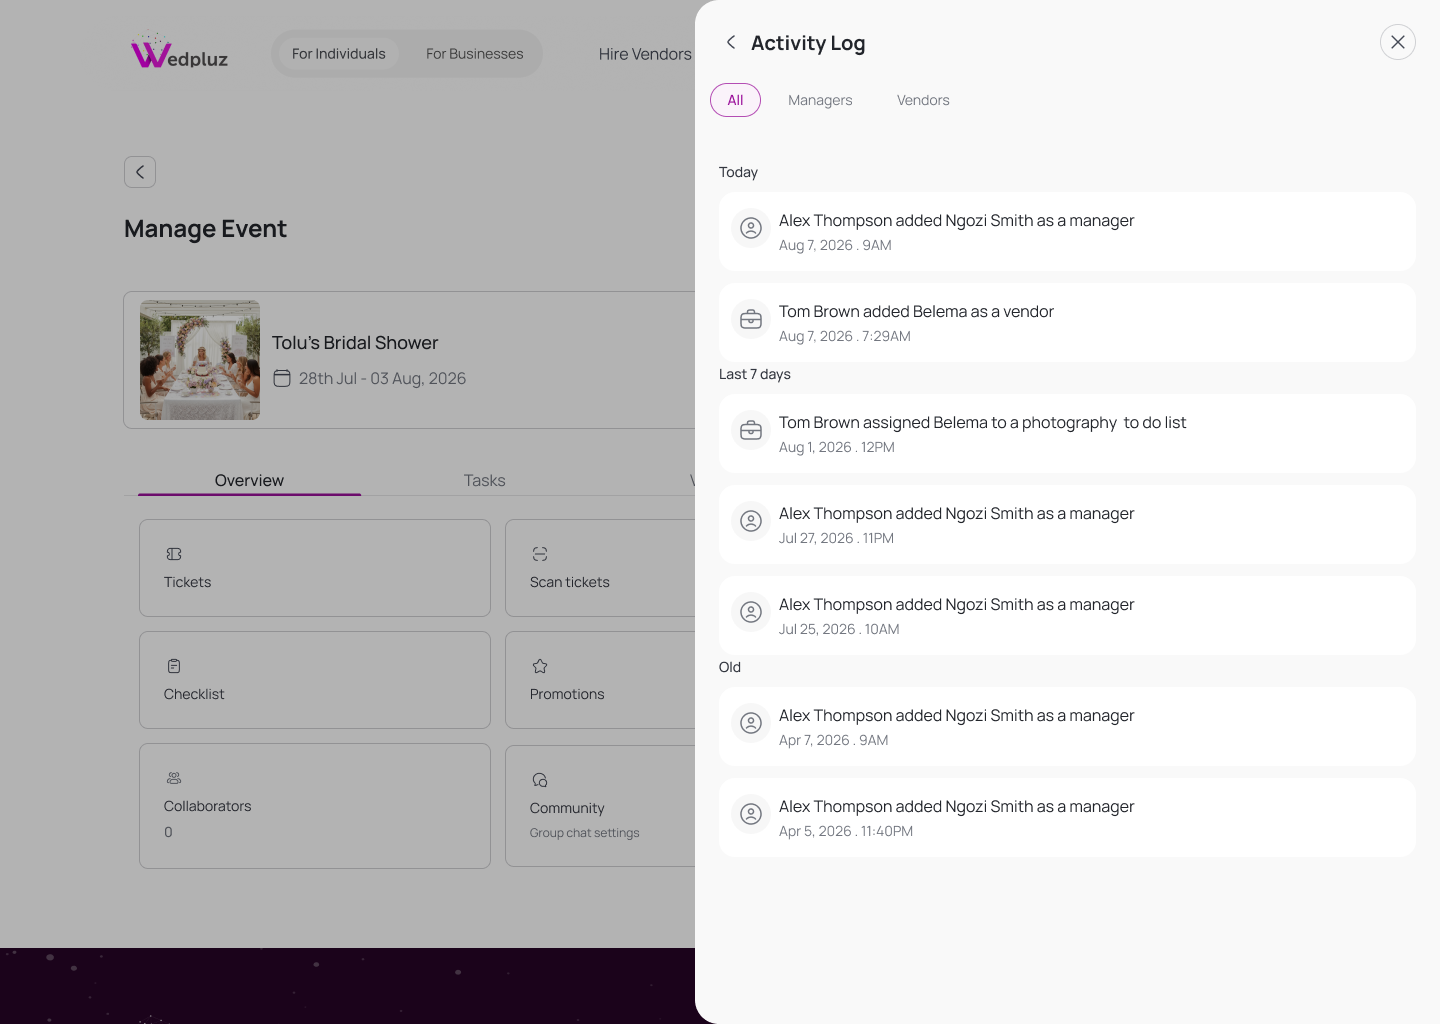 Wedpluz
For Individuals
For Businesses
Hire Vendors
Manage Event
Tolu's Bridal Shower
28th Jul - 03 Aug, 2026
Overview
Tasks
Tickets
Scan tickets
Checklist
Promotions
Collaborators
0
Community
Group chat settings
Activity Log
All
Managers
Vendors
Today
Alex Thompson added Ngozi Smith as a manager
Aug 7, 2026 . 9AM
Tom Brown added Belema as a vendor
Aug 7, 2026 . 7:29AM
Last 7 days
Tom Brown assigned Belema to a photography  to do list
Aug 1, 2026 . 12PM
Alex Thompson added Ngozi Smith as a manager
Jul 27, 2026 . 11PM
Alex Thompson added Ngozi Smith as a manager
Jul 25, 2026 . 10AM
Old
Alex Thompson added Ngozi Smith as a manager
Apr 7, 2026 . 9AM
Alex Thompson added Ngozi Smith as a manager
Apr 5, 2026 . 11:40PM